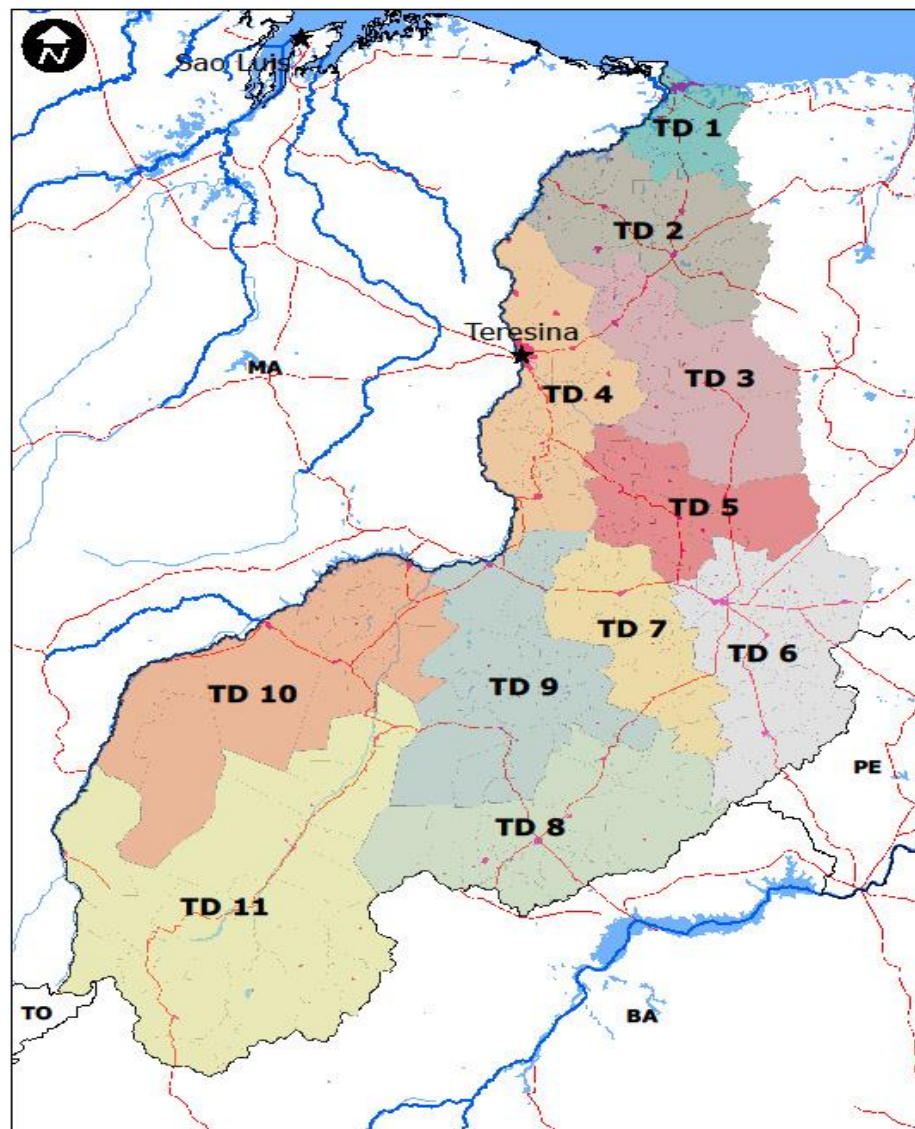 N
Sao Luis
TD 1
TD 2
Teresina
MA
TD 3
TD 4
TD 5
TD 7
TD 6
TD 9
TD 10
PE
TD 8
TD 11
TO
BA